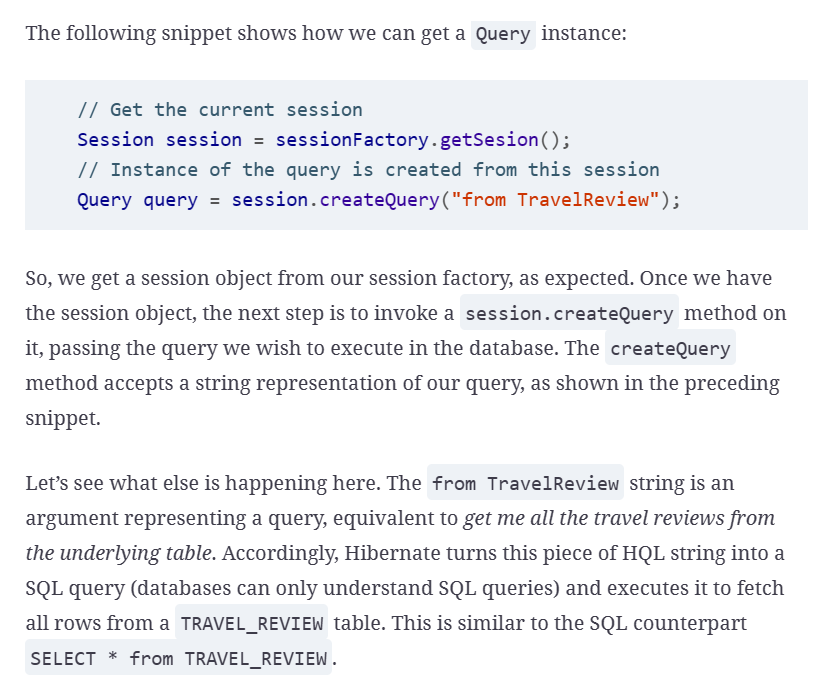 The following snippet shows how we can get a Query instance:
// Get the current session
Session session = sessionFactory.getSesion();
// Instance of the query is created from this session
Query query = session.createQuery("from TravelReview");
So, we get a session object from our session factory, as expected. Once we have
the session object, the next step is to invoke a session.createQuery method on
it, passing the query we wish to execute in the database. The createQuery
method accepts a string representation of our query, as shown in the preceding
snippet.
Let’s see what else is happening here. The from TravelReview string is an
argument representing a query, equivalent to get me all the travel reviews from
the underlying table. Accordingly, Hibernate turns this piece of HQL string into a
SQL query (databases can only understand SQL queries) and executes it to fetch
all rows from a TRAVEL_REVIEW table. This is similar to the SQL counterpart
SELECT * from TRAVEL_REVIEW.